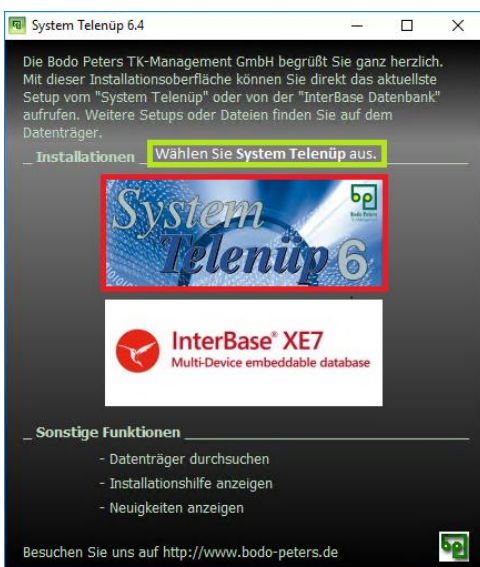 System Telenüp 6.4
Die Bodo Peters TK-Management GmbH begrüßt Sie ganz herzlich.
Mit dieser Installationsoberfläche können Sie direkt das aktuellste
Setup vom "System Telenüp" oder von der "InterBase Datenbank"
aufrufen. Weitere Setups oder Dateien finden Sie auf dem
Datenträger.
_ Installationen
Wählen Sie System Telenüp aus.
System
Telenüp 6
bp
Bodo Peters
InterBase® XE7
Multi-Device embeddable database
_ Sonstige Funktionen
- Datenträger durchsuchen
- Installationshilfe anzeigen
- Neuigkeiten anzeigen
Besuchen Sie uns auf http://www.bodo-peters.de
bp